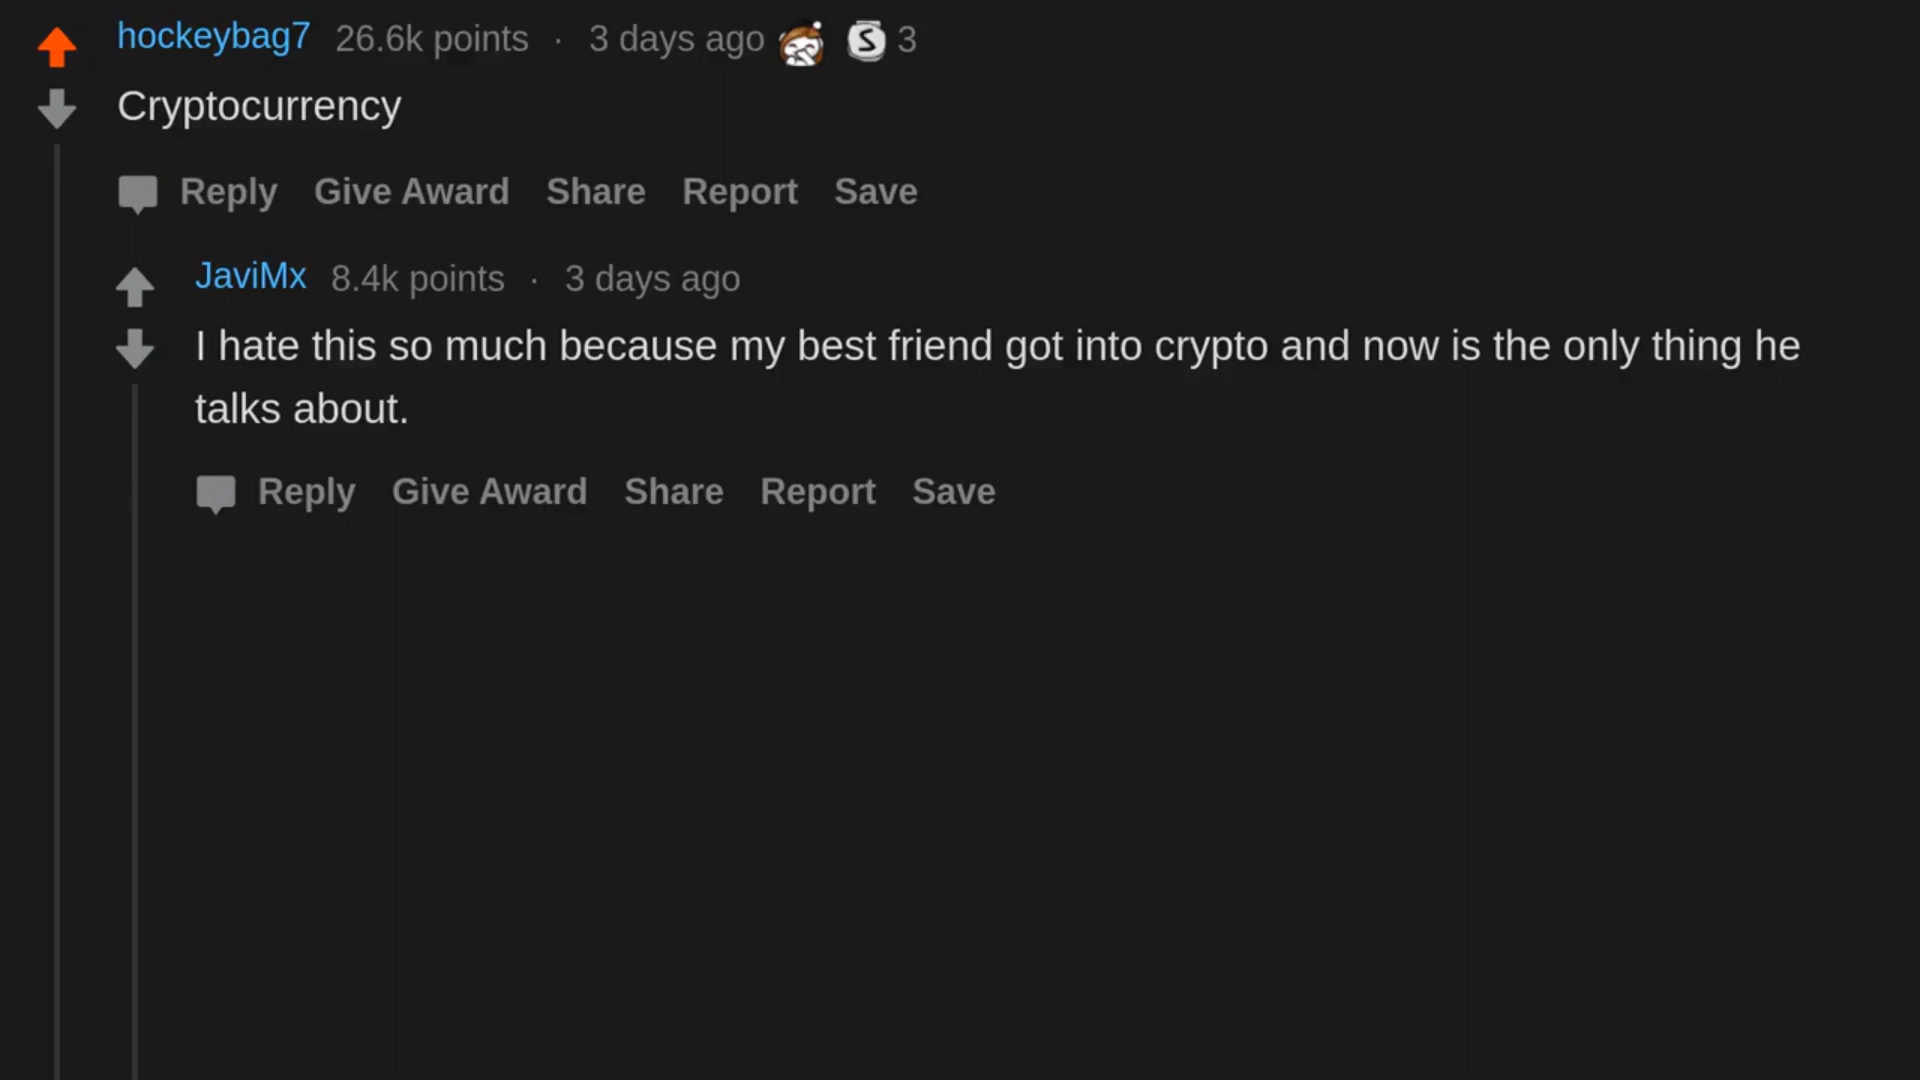 hockeybag7 26.6k points · 3 days ago S 3
Cryptocurrency
Reply Give Award Share Report Save
JaviMx 8.4k points · 3 days ago
I hate this so much because my best friend got into crypto and now is the only thing he
talks about.
Reply Give Award Share Report Save